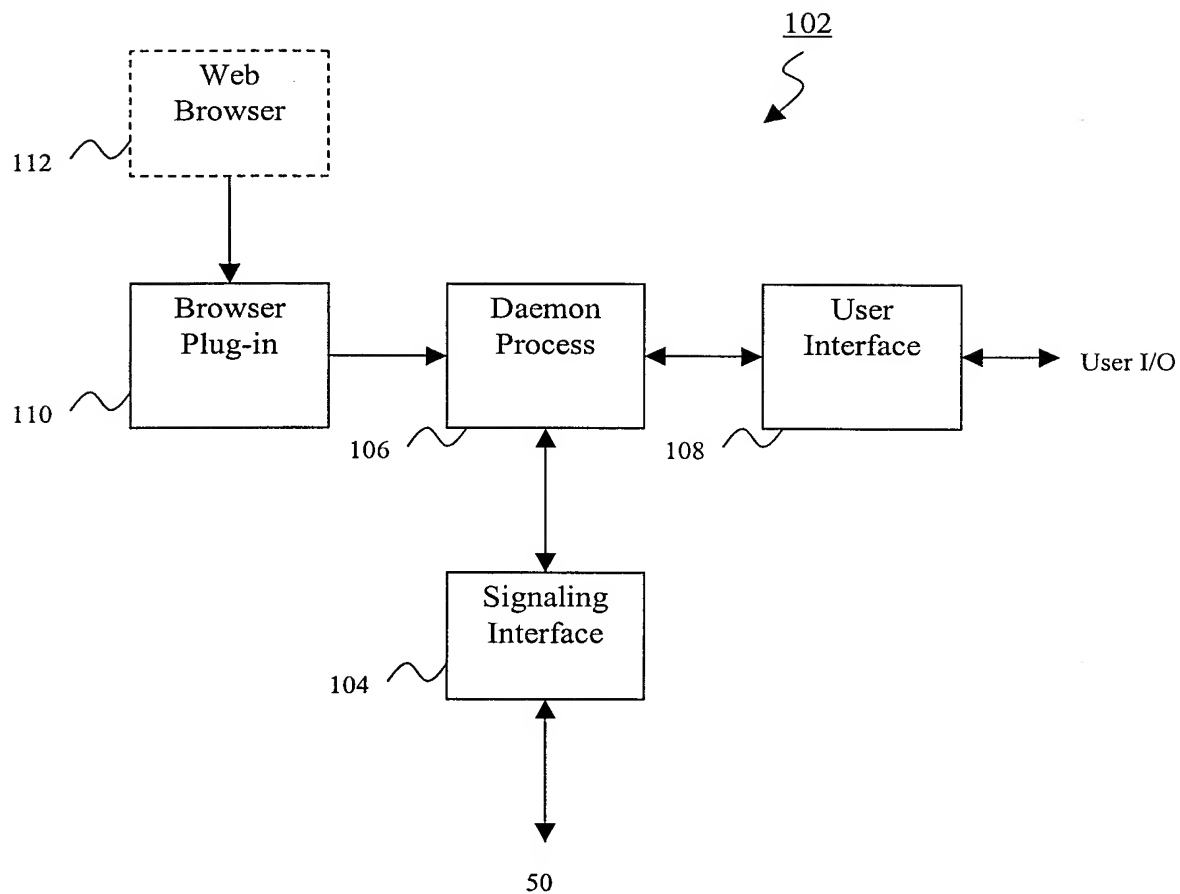 102
Web
Browser
112
Browser
Plug-in
110
Daemon
Process
106
User
Interface
108
User I/O
Signaling
Interface
104
50